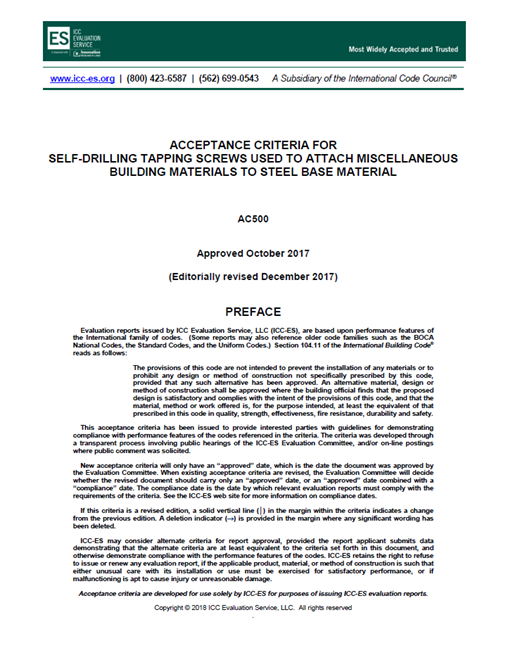 ES
ICC
EVALUATION
SERVICE
Most Widely Accepted and Trusted
www.icc-es.org | (800) 423-6587 | (562) 699-0543 A Subsidiary of the International Code Council®
ACCEPTANCE CRITERIA FOR
SELF-DRILLING TAPPING SCREWS USED TO ATTACH MISCELLANEOUS
BUILDING MATERIALS TO STEEL BASE MATERIAL
AC500
Approved October 2017
(Editorially revised December 2017)
PREFACE
Evaluation reports issued by ICC Evaluation Service, LLC (ICC-ES), are based upon performance features of
the International family of codes. (Some reports may also reference older code families such as the BOCA
National Codes, the Standard Codes, and the Uniform Codes.) Section 104.11 of the International Building Code®
reads as follows:
The provisions of this code are not intended to prevent the installation of any materials or to
prohibit any design or method of construction not specifically prescribed by this code,
provided that any such alternative has been approved. An alternative material, design or
method of construction shall be approved where the building official finds that the proposed
design is satisfactory and complies with the intent of the provisions of this code, and that the
material, method or work offered is, for the purpose intended, at least the equivalent of that
prescribed in this code in quality, strength, effectiveness, fire resistance, durability and safety.
This acceptance criteria has been issued to provide interested parties with guidelines for demonstrating
compliance with performance features of the codes referenced in the criteria. The criteria was developed through
a transparent process involving public hearings of the ICC-ES Evaluation Committee, and/or on-line postings
where public comment was solicited.
New acceptance criteria will only have an “approved” date, which is the date the document was approved by
the Evaluation Committee. When existing acceptance criteria are revised, the Evaluation Committee will decide
whether the revised document should carry only an “approved” date, or an “approved” date combined with a
“compliance” date. The compliance date is the date by which relevant evaluation reports must comply with the
requirements of the criteria. See the ICC-ES web site for more information on compliance dates.
If this criteria is a revised edition, a solid vertical line (│) in the margin within the criteria indicates a change
from the previous edition. A deletion indicator (→) is provided in the margin where any significant wording has
been deleted.
ICC-ES may consider alternate criteria for report approval, provided the report applicant submits data
demonstrating that the alternate criteria are at least equivalent to the criteria set forth in this document, and
otherwise demonstrate compliance with the performance features of the codes. ICC-ES retains the right to refuse
to issue or renew any evaluation report, if the applicable product, material, or method of construction is such that
either unusual care with its installation or use must be exercised for satisfactory performance, or if
malfunctioning is apt to cause injury or unreasonable damage.
Acceptance criteria are developed for use solely by ICC-ES for purposes of issuing ICC-ES evaluation reports.
Copyright © 2018 ICC Evaluation Service, LLC. All rights reserved